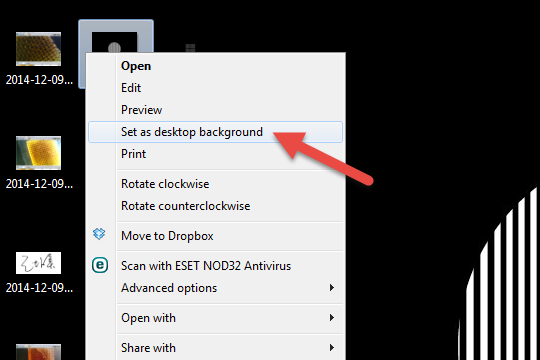 2014-12-09...
2014-12-09...
2014-12-09...
Open
Edit
Preview
Set as desktop background
Print
Rotate clockwise
Rotate counterclockwise
Move to Dropbox
Scan with ESET NOD32 Antivirus
Advanced options
Open with
Share with